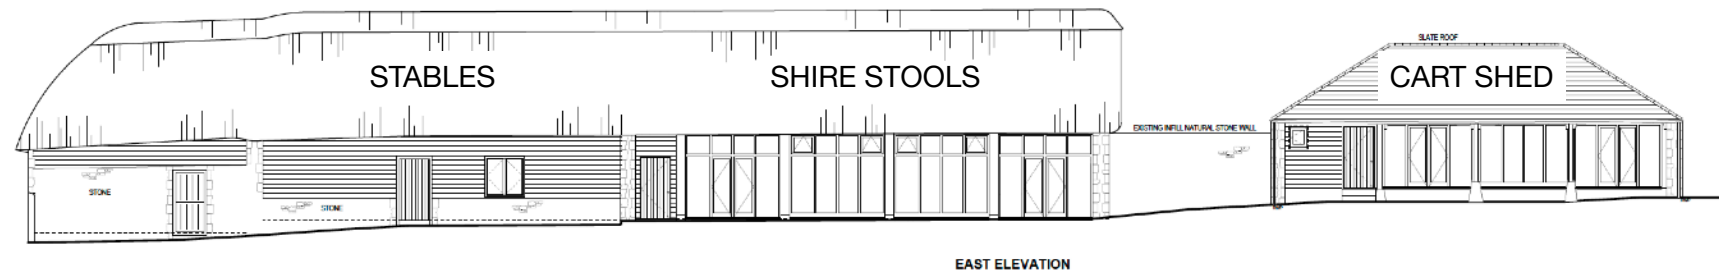 SLATE ROOF
STABLES
SHIRE STOOLS
CART SHED
EXISTING INFILL NATURAL STONE WALL
STONE
STONE
EAST ELEVATION